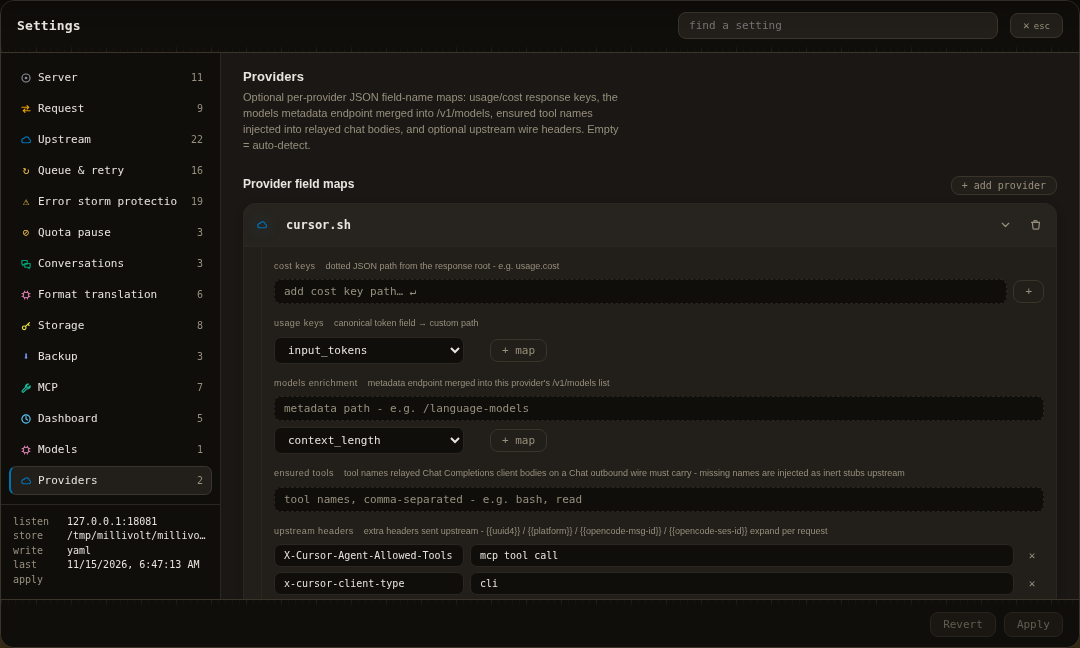 Settings
find a setting
× esc
Server 11
Request 9
Upstream 22
Queue & retry 16
Error storm protectio 19
Quota pause 3
Conversations 3
Format translation 6
Storage 8
Backup 3
MCP 7
Dashboard 5
Models 1
Providers 2
listen 127.0.0.1:18081
store /tmp/millivolt/millivo…
write yaml
last apply 11/15/2026, 6:47:13 AM
Providers
Optional per-provider JSON field-name maps: usage/cost response keys, the
models metadata endpoint merged into /v1/models, ensured tool names
injected into relayed chat bodies, and optional upstream wire headers. Empty
= auto-detect.
Provider field maps
+ add provider
cursor.sh
cost keys dotted JSON path from the response root - e.g. usage.cost
add cost key path… ↵
+
usage keys canonical token field → custom path
input_tokens
+ map
models enrichment metadata endpoint merged into this provider's /v1/models list
metadata path - e.g. /language-models
context_length
+ map
ensured tools tool names relayed Chat Completions client bodies on a Chat outbound wire must carry - missing names are injected as inert stubs upstream
tool names, comma-separated - e.g. bash, read
upstream headers extra headers sent upstream - {{uuid4}} / {{platform}} / {{opencode-msg-id}} / {{opencode-ses-id}} expand per request
X-Cursor-Agent-Allowed-Tools mcp tool call ×
x-cursor-client-type cli ×
Revert
Apply